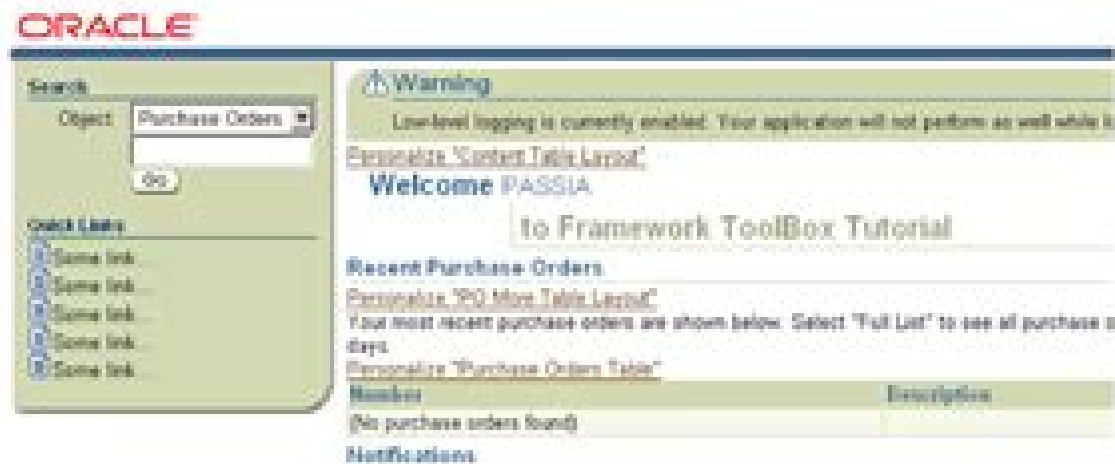 ORACLE
Search
Object Purchase Orders
Go
Quick Links
Some link...
Some link...
Some link...
Some link...
Some link...
Warning
Low-level logging is currently enabled. Your application will not perform as well while
Personalize "Content Table Layout"
Welcome PASSIA
to Framework ToolBox Tutorial
Recent Purchase Orders
Personalize "PO More Table Layout"
Your most recent purchase orders are shown below. Select "Full List" to see all purchase
days.
Personalize "Purchase Orders Table"
Number Description
(No purchase orders found)
Notifications